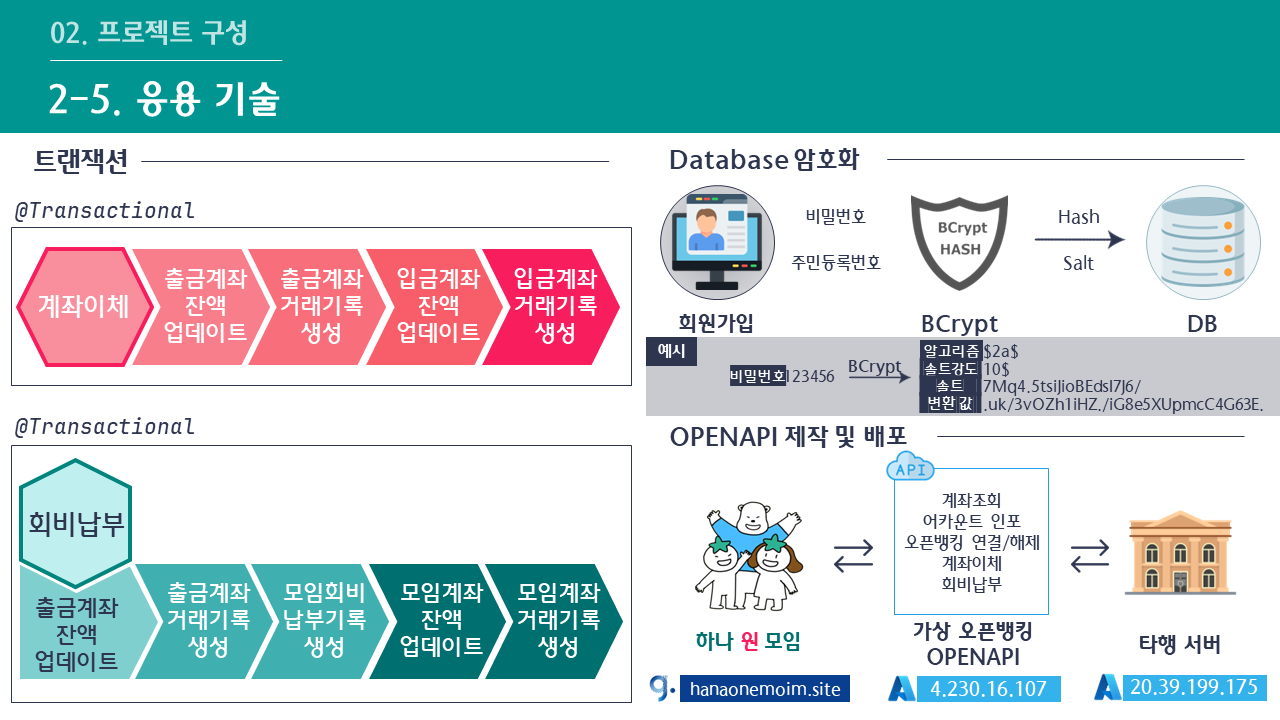 02. 프로젝트 구성
2-5. 응용 기술
트랜잭션
@Transactional
계좌이체
출금계좌
잔액
업데이트
출금계좌
거래기록
생성
입금계좌
잔액
업데이트
입금계좌
거래기록
생성
@Transactional
회비납부
출금계좌
잔액
업데이트
출금계좌
거래기록
생성
모임회비
납부기록
생성
모임계좌
잔액
업데이트
모임계좌
거래기록
생성
Database 암호화
비밀번호
주민등록번호
BCrypt
HASH
Hash
Salt
회원가입
BCrypt
DB
예시
비밀번호 123456
BCrypt
알고리즘 $2a$
솔트강도 10$
솔트 7Mq4.5tsiJioBEdsI7J6/
변환 값 .uk/3vOZh1iHZ./iG8e5XUpmcC4G63E.
OPENAPI 제작 및 배포
API
계좌조회
어카운트 인포
오픈뱅킹 연결/해제
계좌이체
회비납부
하나 원 모임
가상 오픈뱅킹
OPENAPI
타행 서버
g. hanaonemoim.site
4.230.16.107
20.39.199.175